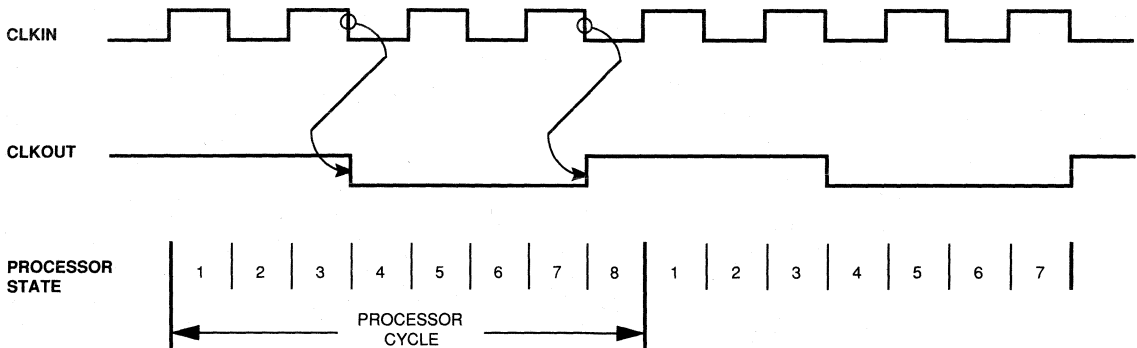 CLKIN
CLKOUT
PROCESSOR
STATE
1 2 3 4 5 6 7 8 1 2 3 4 5 6 7
PROCESSOR
CYCLE